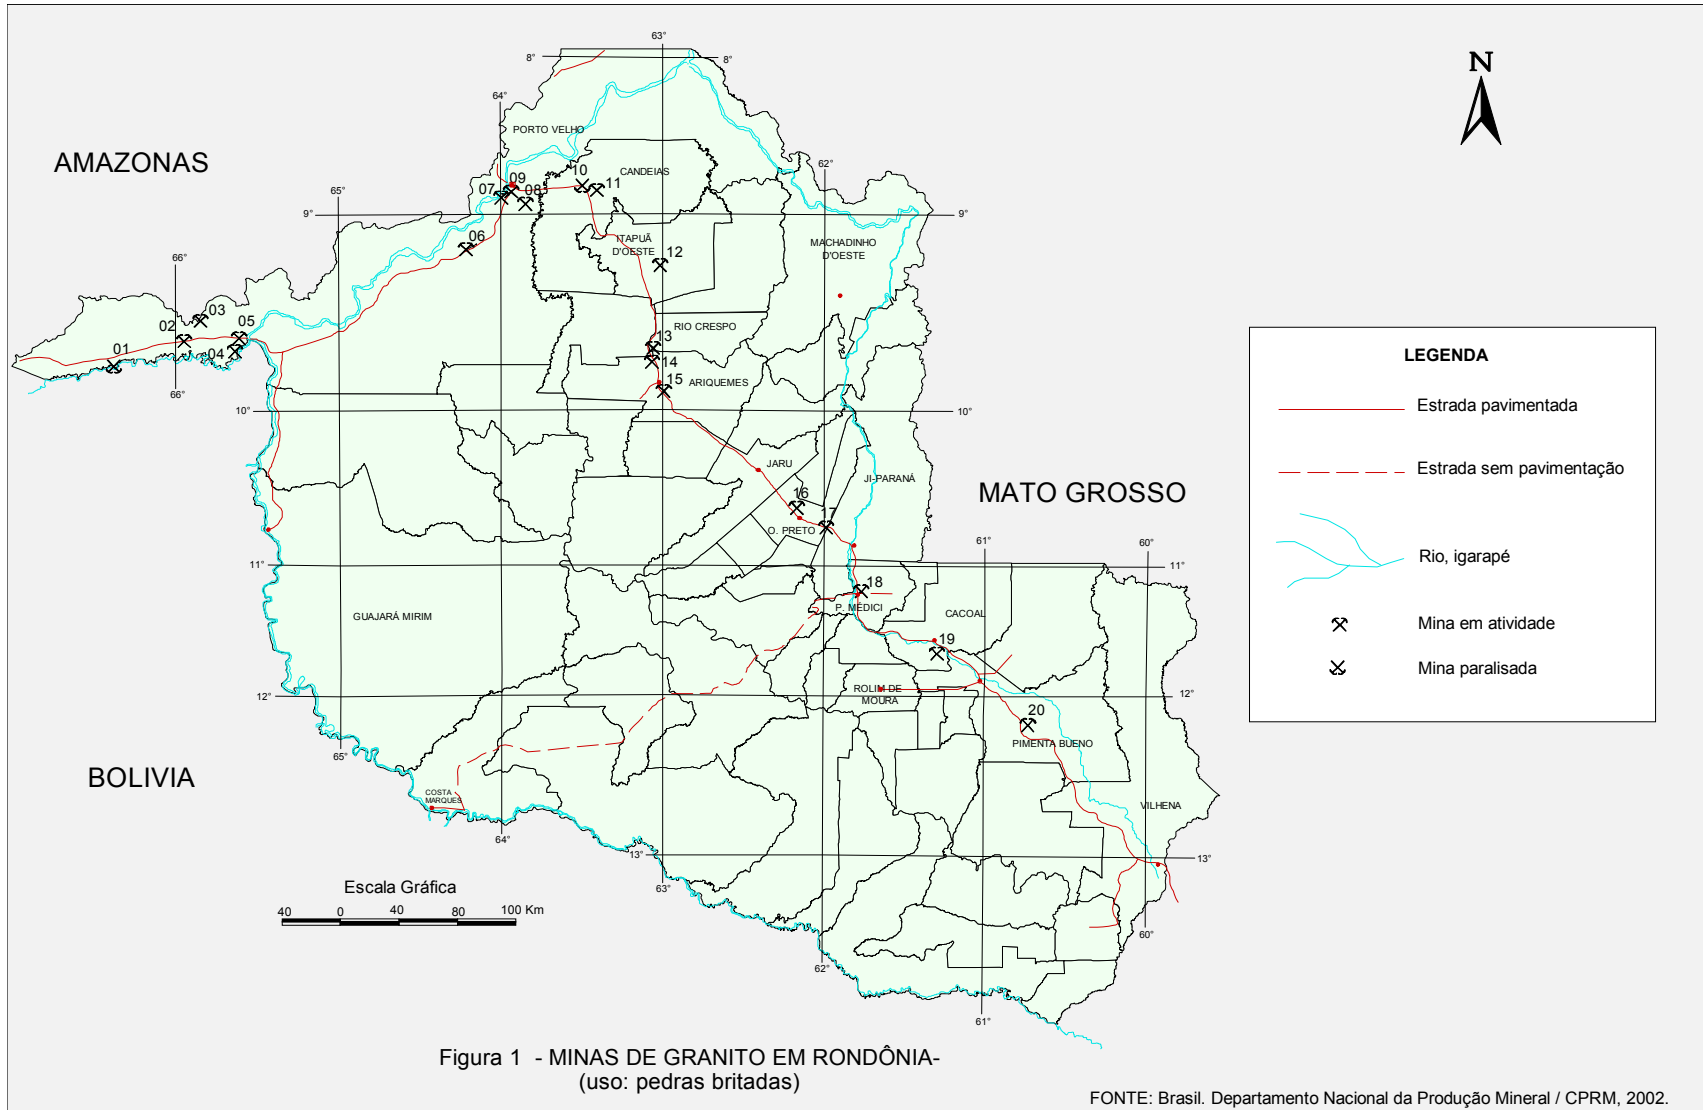 63°
8°
8°
N
64°
PORTO VELHO
AMAZONAS
62°
10
CANDEIAS
09
11
65°
07
08
9°
9°
ITAPUÃ
D'OESTE
MACHADINHO
D'OESTE
06
12
66°
03
RIO CRESPO
02
05
13
01
04
14
15
ARIQUEMES
66°
10°
10°
JARU
JI-PARANÁ
MATO GROSSO
16
17
O. PRETO
61°
60°
11°
11°
18
P. MÉDICI
CACOAL
GUAJARÁ MIRIM
19
12°
ROLIM DE
MOURA
12°
20
PIMENTA BUENO
65°
BOLIVIA
COSTA
MARQUES
VILHENA
64°
13°
13°
63°
60°
62°
61°
LEGENDA
Estrada pavimentada
Estrada sem pavimentação
Rio, igarapé
Mina em atividade
Mina paralisada
Escala Gráfica
40 0 40 80 100 Km
Figura 1 - MINAS DE GRANITO EM RONDÔNIA-
(uso: pedras britadas)
FONTE: Brasil. Departamento Nacional da Produção Mineral / CPRM, 2002.